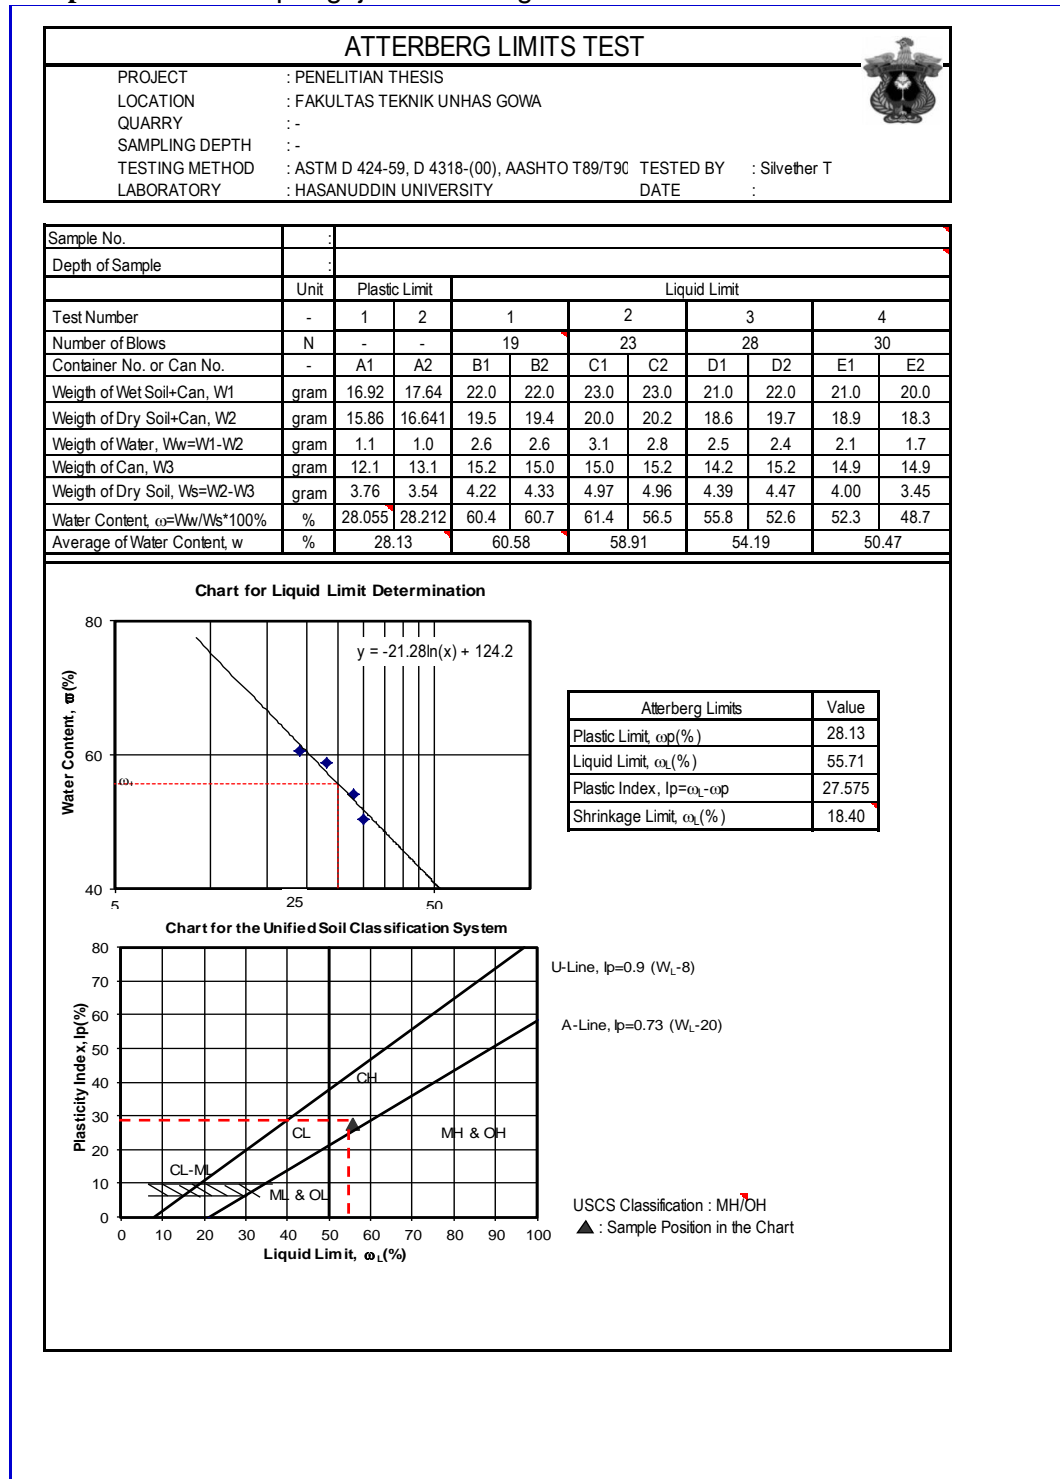 ATTERBERG LIMITS TEST
PROJECT : PENELITIAN THESIS
LOCATION : FAKULTAS TEKNIK UNHAS GOWA
QUARRY : -
SAMPLING DEPTH : -
TESTING METHOD : ASTM D 424-59, D 4318-(00), AASHTO T89/T90 TESTED BY : Silvether T
LABORATORY : HASANUDDIN UNIVERSITY DATE :
Sample No. :
Depth of Sample :
Unit Plastic Limit Liquid Limit
Test Number - 1 2 1 2 3 4
Number of Blows N - - 19 23 28 30
Container No. or Can No. - A1 A2 B1 B2 C1 C2 D1 D2 E1 E2
Weigth of Wet Soil+Can, W1 gram 16.92 17.64 22.0 22.0 23.0 23.0 21.0 22.0 21.0 20.0
Weigth of Dry Soil+Can, W2 gram 15.86 16.641 19.5 19.4 20.0 20.2 18.6 19.7 18.9 18.3
Weigth of Water, Ww=W1-W2 gram 1.1 1.0 2.6 2.6 3.1 2.8 2.5 2.4 2.1 1.7
Weigth of Can, W3 gram 12.1 13.1 15.2 15.0 15.0 15.2 14.2 15.2 14.9 14.9
Weigth of Dry Soil, Ws=W2-W3 gram 3.76 3.54 4.22 4.33 4.97 4.96 4.39 4.47 4.00 3.45
Water Content, ω=Ww/Ws*100% % 28.055 28.212 60.4 60.7 61.4 56.5 55.8 52.6 52.3 48.7
Average of Water Content, w % 28.13 60.58 58.91 54.19 50.47
Chart for Liquid Limit Determination
80
y = -21.28ln(x) + 124.2
Water Content, ϖ(%)
60
ω
40
5 25 50
Atterberg Limits Value
Plastic Limit, ωp(%) 28.13
Liquid Limit, ωL(%) 55.71
Plastic Index, Ip=ωL-ωp 27.575
Shrinkage Limit, ωL(%) 18.40
Chart for the Unified Soil Classification System
80
70
60
50
40
30
20
10
0
Plasticity Index, Ip(%)
U-Line, Ip=0.9 (WL-8)
A-Line, Ip=0.73 (WL-20)
CH
CL
MH & OH
CL-ML
ML & OL
0 10 20 30 40 50 60 70 80 90 100
Liquid Limit, ωL(%)
USCS Classification : MH/OH
▲ : Sample Position in the Chart